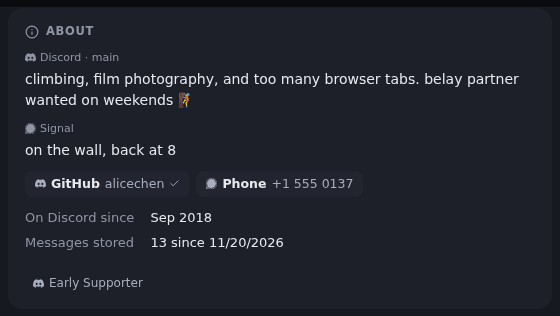 ABOUT
Discord · main
climbing, film photography, and too many browser tabs. belay partner
wanted on weekends 🧗
Signal
on the wall, back at 8
GitHub alicechen ✓ Phone +1 555 0137
On Discord since Sep 2018
Messages stored 13 since 11/20/2026
Early Supporter